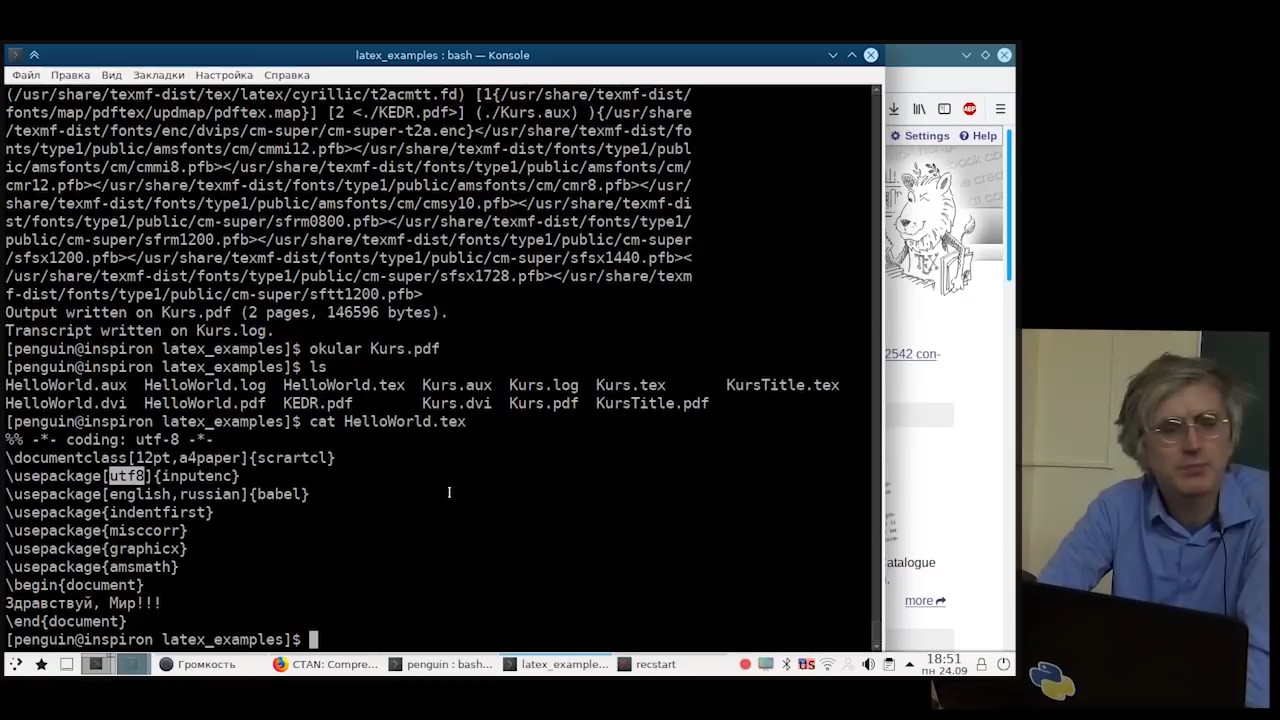 latex_examples : bash — Konsole
Файл Правка Вид Закладки Настройка Справка
(/usr/share/texmf-dist/tex/latex/cyrillic/t2acmtt.fd) [1{/usr/share/texmf-dist/
fonts/map/pdftex/updmap/pdftex.map}] [2 <./KEDR.pdf>] (./Kurs.aux) ){/usr/share
/texmf-dist/fonts/enc/dvips/cm-super/cm-super-t2a.enc}</usr/share/texmf-dist/fo
nts/type1/public/amsfonts/cm/cmmi12.pfb></usr/share/texmf-dist/fonts/type1/publ
ic/amsfonts/cm/cmmi8.pfb></usr/share/texmf-dist/fonts/type1/public/amsfonts/cm/
cmr12.pfb></usr/share/texmf-dist/fonts/type1/public/amsfonts/cm/cmr8.pfb></usr/
share/texmf-dist/fonts/type1/public/amsfonts/cm/cmsy10.pfb></usr/share/texmf-di
st/fonts/type1/public/cm-super/sfrm0800.pfb></usr/share/texmf-dist/fonts/type1/
public/cm-super/sfrm1200.pfb></usr/share/texmf-dist/fonts/type1/public/cm-super
/sfsx1200.pfb></usr/share/texmf-dist/fonts/type1/public/cm-super/sfsx1440.pfb><
/usr/share/texmf-dist/fonts/type1/public/cm-super/sfsx1728.pfb></usr/share/texm
f-dist/fonts/type1/public/cm-super/sftt1200.pfb>
Output written on Kurs.pdf (2 pages, 146596 bytes).
Transcript written on Kurs.log.
[penguin@inspiron latex_examples]$ okular Kurs.pdf
[penguin@inspiron latex_examples]$ ls
HelloWorld.aux HelloWorld.log HelloWorld.tex Kurs.aux Kurs.log Kurs.tex KursTitle.tex
HelloWorld.dvi HelloWorld.pdf KEDR.pdf Kurs.dvi Kurs.pdf KursTitle.pdf
[penguin@inspiron latex_examples]$ cat HelloWorld.tex
%% -*- coding: utf-8 -*-
\documentclass[12pt,a4paper]{scrartcl}
\usepackage[utf8]{inputenc}
\usepackage[english,russian]{babel}
\usepackage{indentfirst}
\usepackage{misccorr}
\usepackage{graphicx}
\usepackage{amsmath}
\begin{document}
Здравствуй, Мир!!!
\end{document}
[penguin@inspiron latex_examples]$
ABP
Settings Help
2542 con-
atalogue
more
Громкость CTAN: Compre... penguin : bash... latex_example... recstart US 18:51
пн 24.09